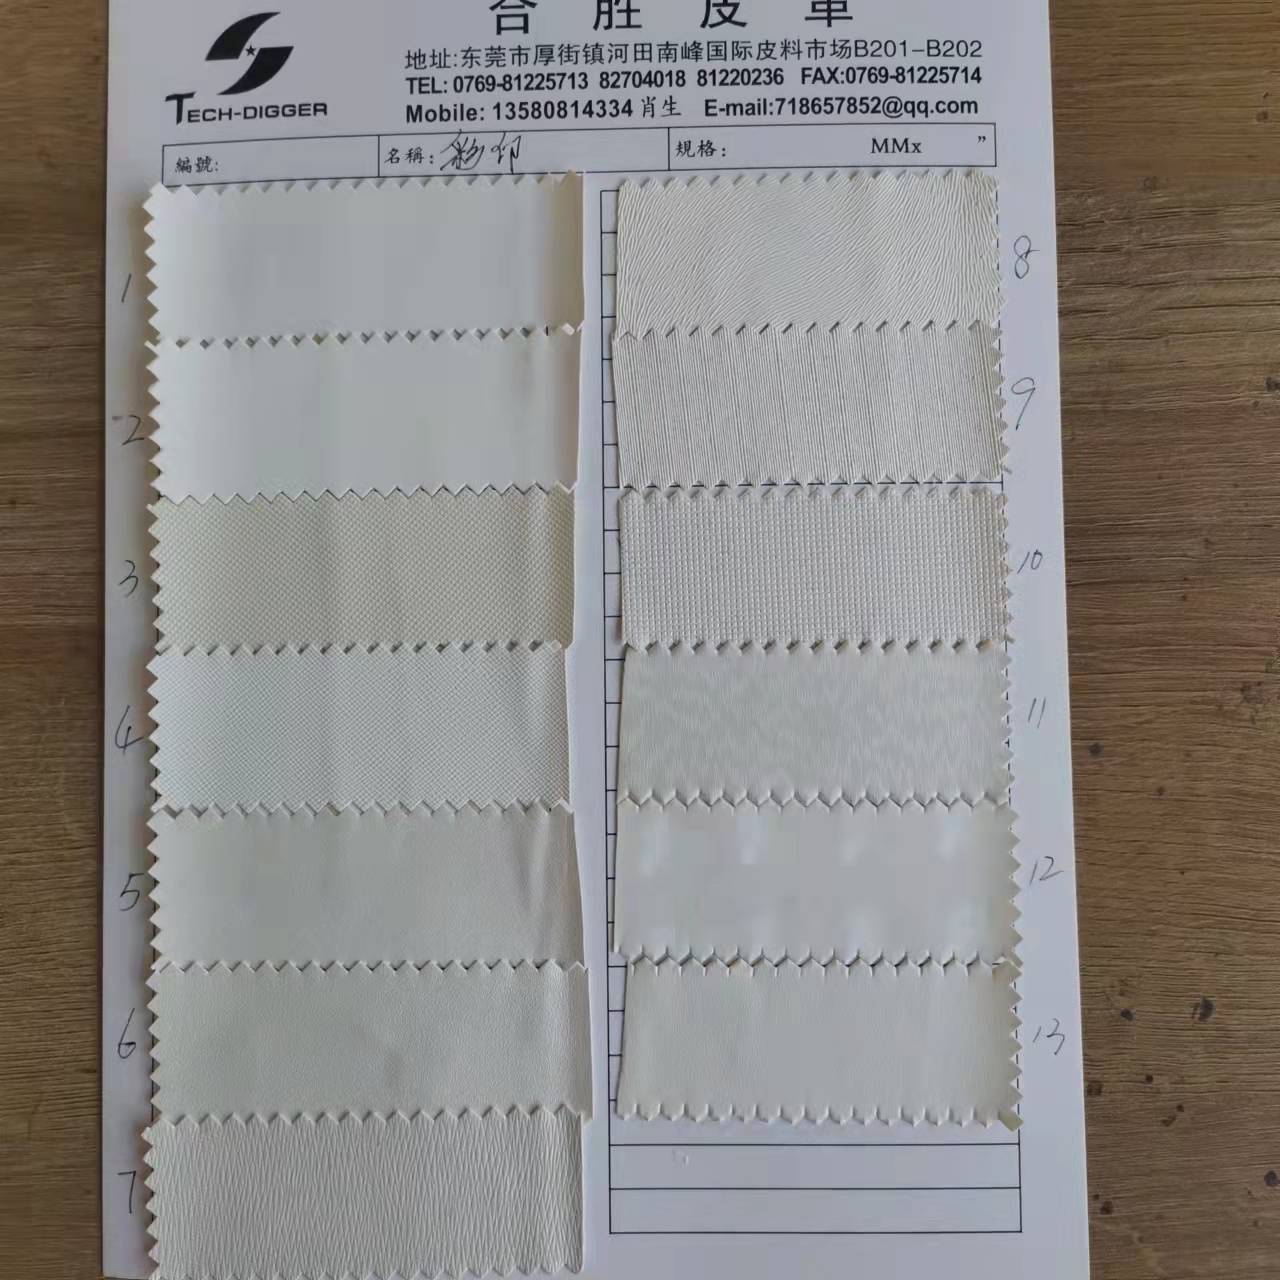 合勝皮革
地址:东莞市厚街镇河田南峰国际皮料市场B201-B202
TEL: 0769-81225713 82704018 81220236 FAX:0769-81225714
TECH-DIGGER
Mobile: 13580814334 肖生 E-mail:718657852@qq.com
編號:
名稱: 彩印
規格: MMx "
1
2
3
4
5
6
7
8
9
10
11
12
13